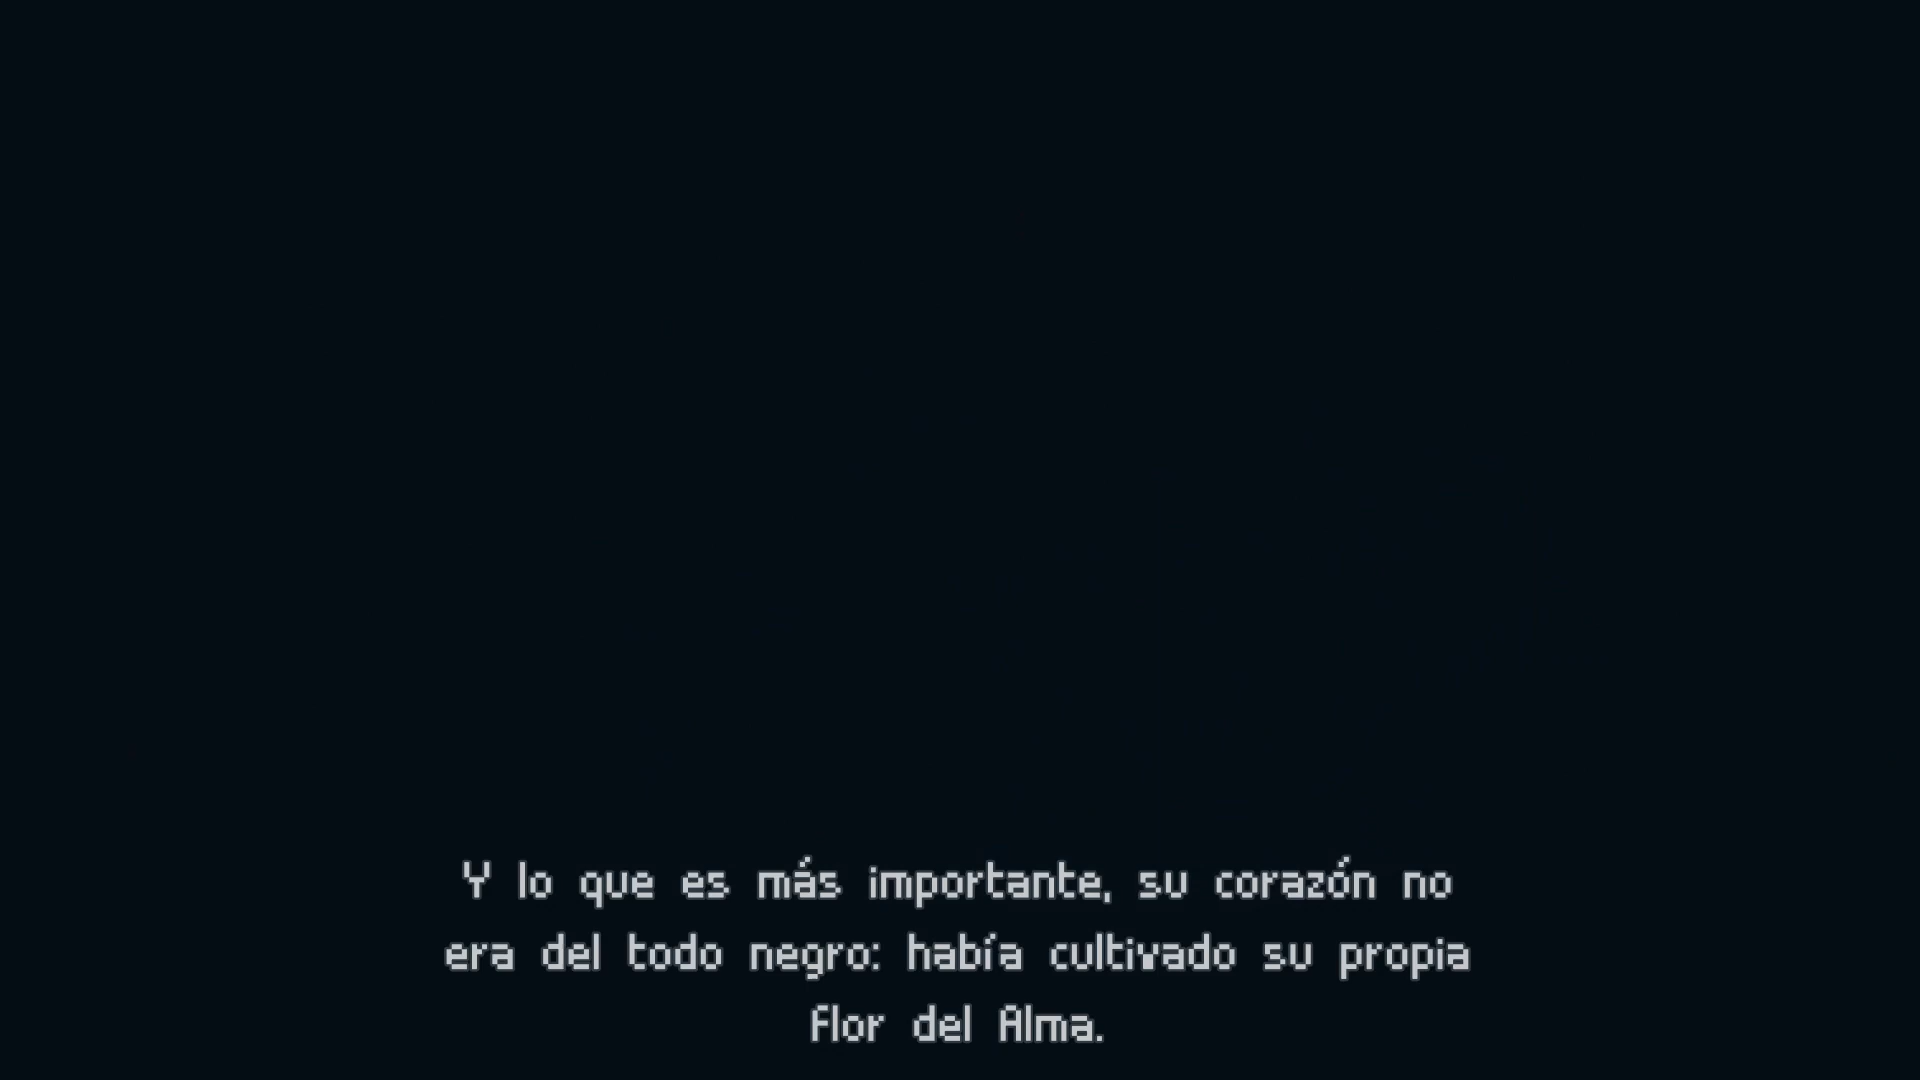 Y lo que es más importante, su corazón no
era del todo negro: había cultivado su propia
Flor del Alma.